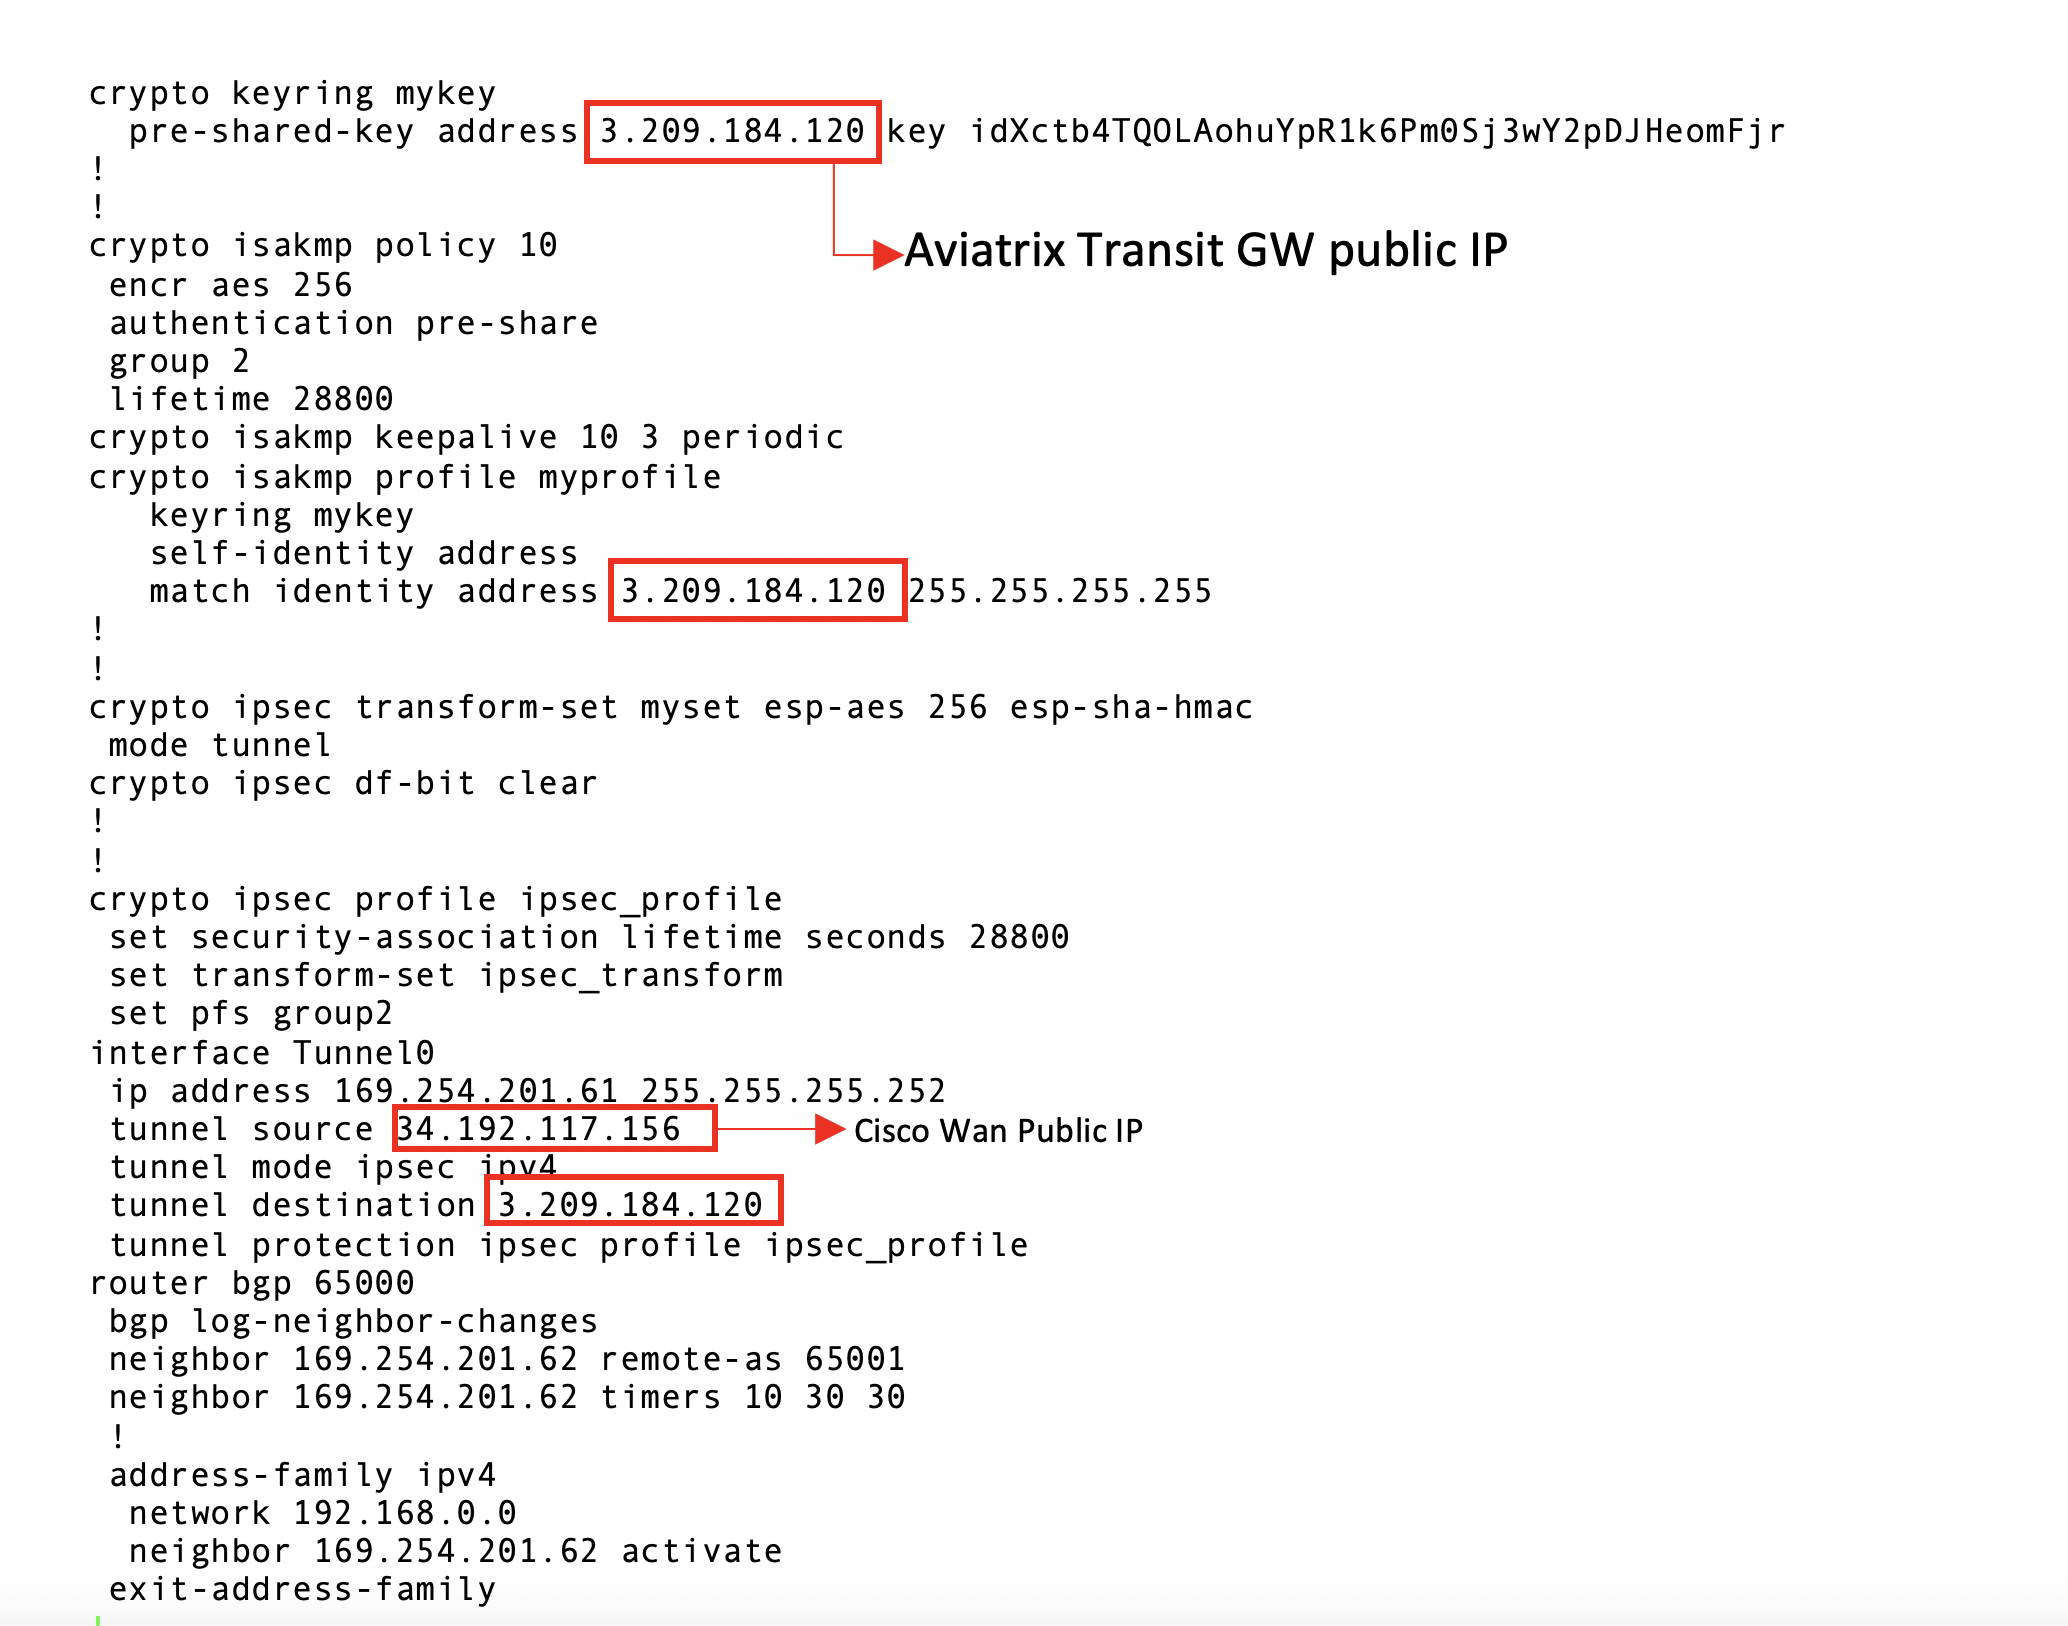 crypto keyring mykey
pre-shared-key address 3.209.184.120 key idXctb4TQOLAohuYpR1k6Pm0Sj3wY2pDJHeomFjr
!
!
Aviatrix Transit GW public IP
crypto isakmp policy 10
encr aes 256
authentication pre-share
group 2
lifetime 28800
crypto isakmp keepalive 10 3 periodic
crypto isakmp profile myprofile
keyring mykey
self-identity address
match identity address 3.209.184.120 255.255.255.255
!
!
crypto ipsec transform-set myset esp-aes 256 esp-sha-hmac
mode tunnel
crypto ipsec df-bit clear
!
!
crypto ipsec profile ipsec_profile
set security-association lifetime seconds 28800
set transform-set ipsec_transform
set pfs group2
interface Tunnel0
ip address 169.254.201.61 255.255.255.252
tunnel source 34.192.117.156 Cisco Wan Public IP
tunnel mode ipsec ipv4
tunnel destination 3.209.184.120
tunnel protection ipsec profile ipsec_profile
router bgp 65000
bgp log-neighbor-changes
neighbor 169.254.201.62 remote-as 65001
neighbor 169.254.201.62 timers 10 30 30
!
address-family ipv4
network 192.168.0.0
neighbor 169.254.201.62 activate
exit-address-family